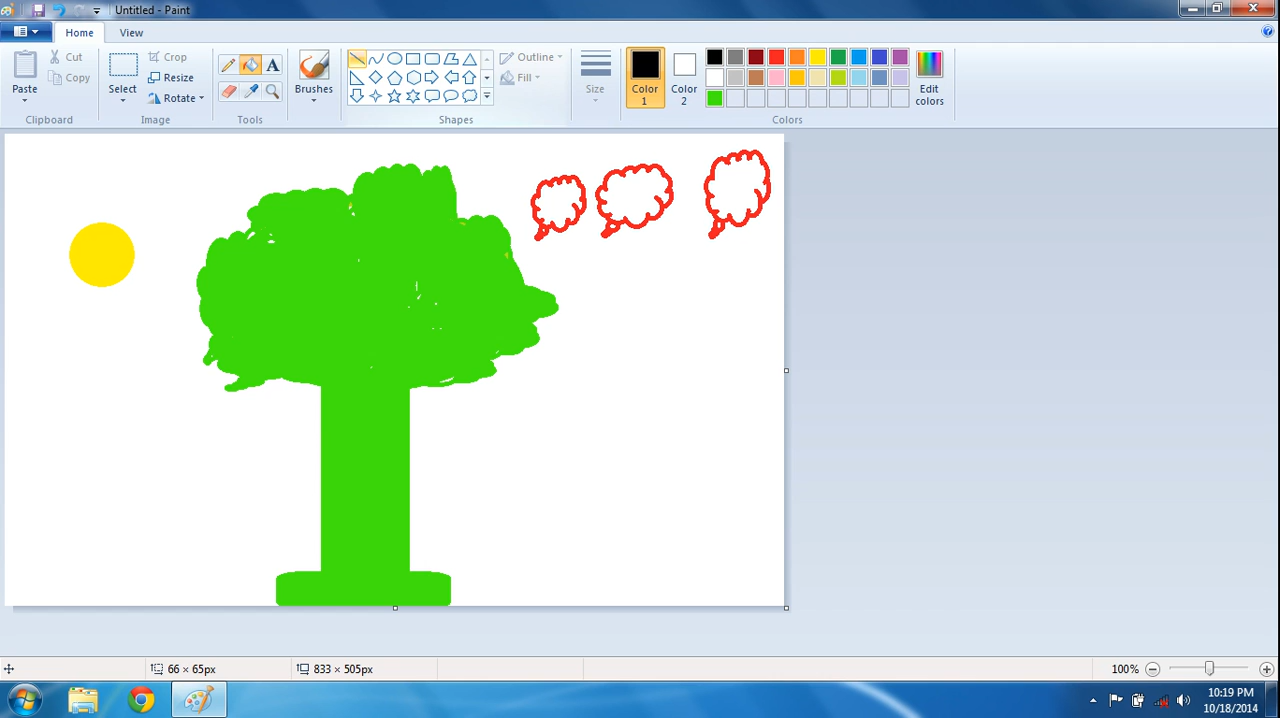 Untitled - Paint
Home View
Paste
Cut
Copy
Clipboard
Select
Crop
Resize
Rotate
Image
A
Tools
Brushes
Outline
Fill
Shapes
Size
Color 1
Color 2
Edit colors
Colors
66 × 65px
833 × 505px
100%
10:19 PM
10/18/2014